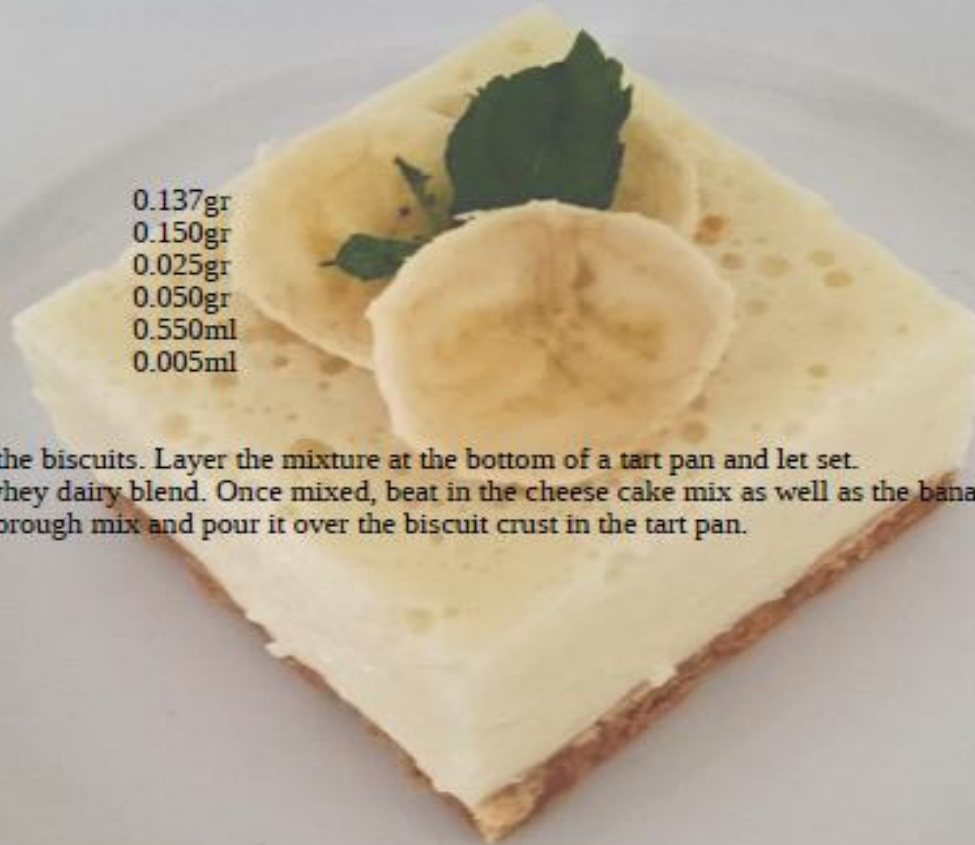 0.137gr
0.150gr
0.025gr
0.050gr
0.550ml
0.005ml
the biscuits. Layer the mixture at the bottom of a tart pan and let set.
whey dairy blend. Once mixed, beat in the cheese cake mix as well as the bana
orough mix and pour it over the biscuit crust in the tart pan.